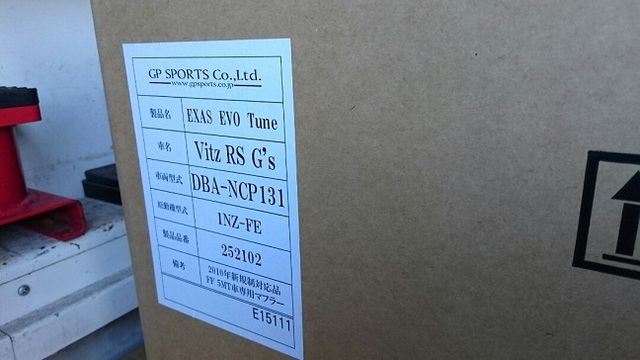 GP SPORTS Co.,Ltd.
www.gpsports.co.jp
製品名 EXAS EVO Tune
車名 Vitz RS G's
車両型式 DBA-NCP131
原動機型式 1NZ-FE
製品品番 252102
備考 2010年新規制対応品
FF 5MT車専用マフラー
E15111